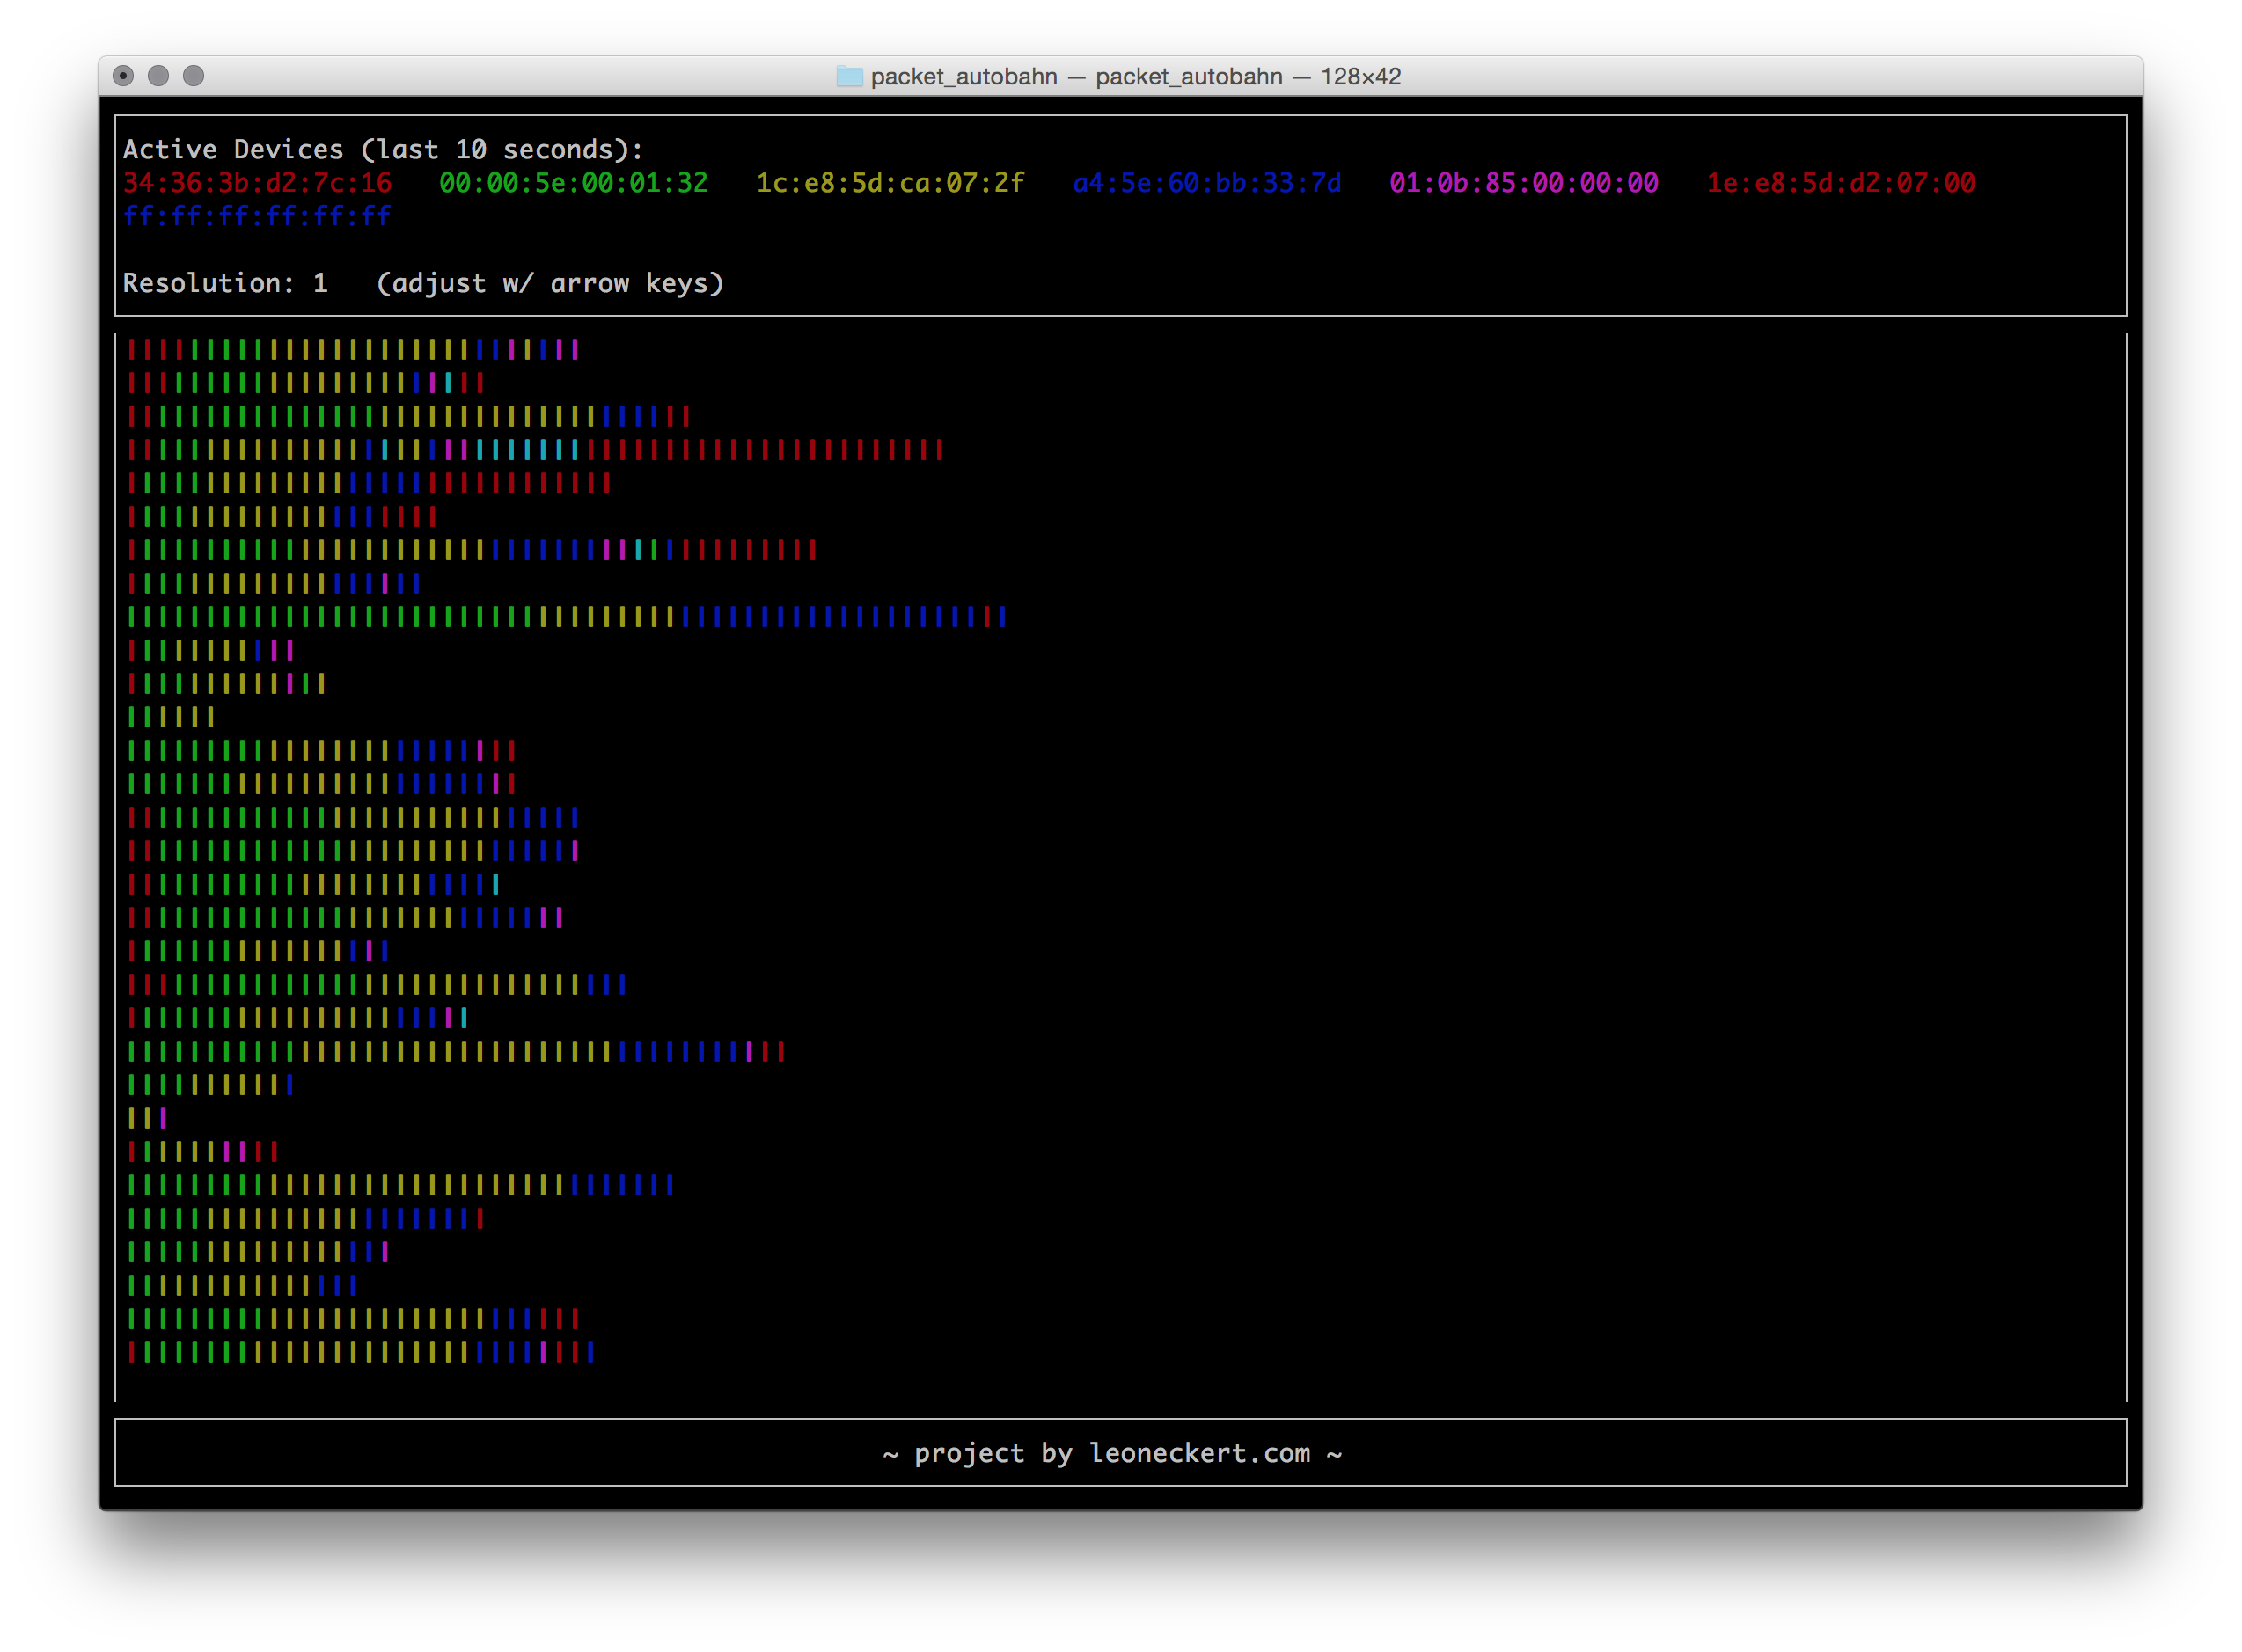 packet_autobahn — packet_autobahn — 128×42
Active Devices (last 10 seconds):
34:36:3b:d2:7c:16 00:00:5e:00:01:32 1c:e8:5d:ca:07:2f a4:5e:60:bb:33:7d 01:0b:85:00:00:00 1e:e8:5d:d2:07:00
ff:ff:ff:ff:ff:ff
Resolution: 1 (adjust w/ arrow keys)
~ project by leoneckert.com ~